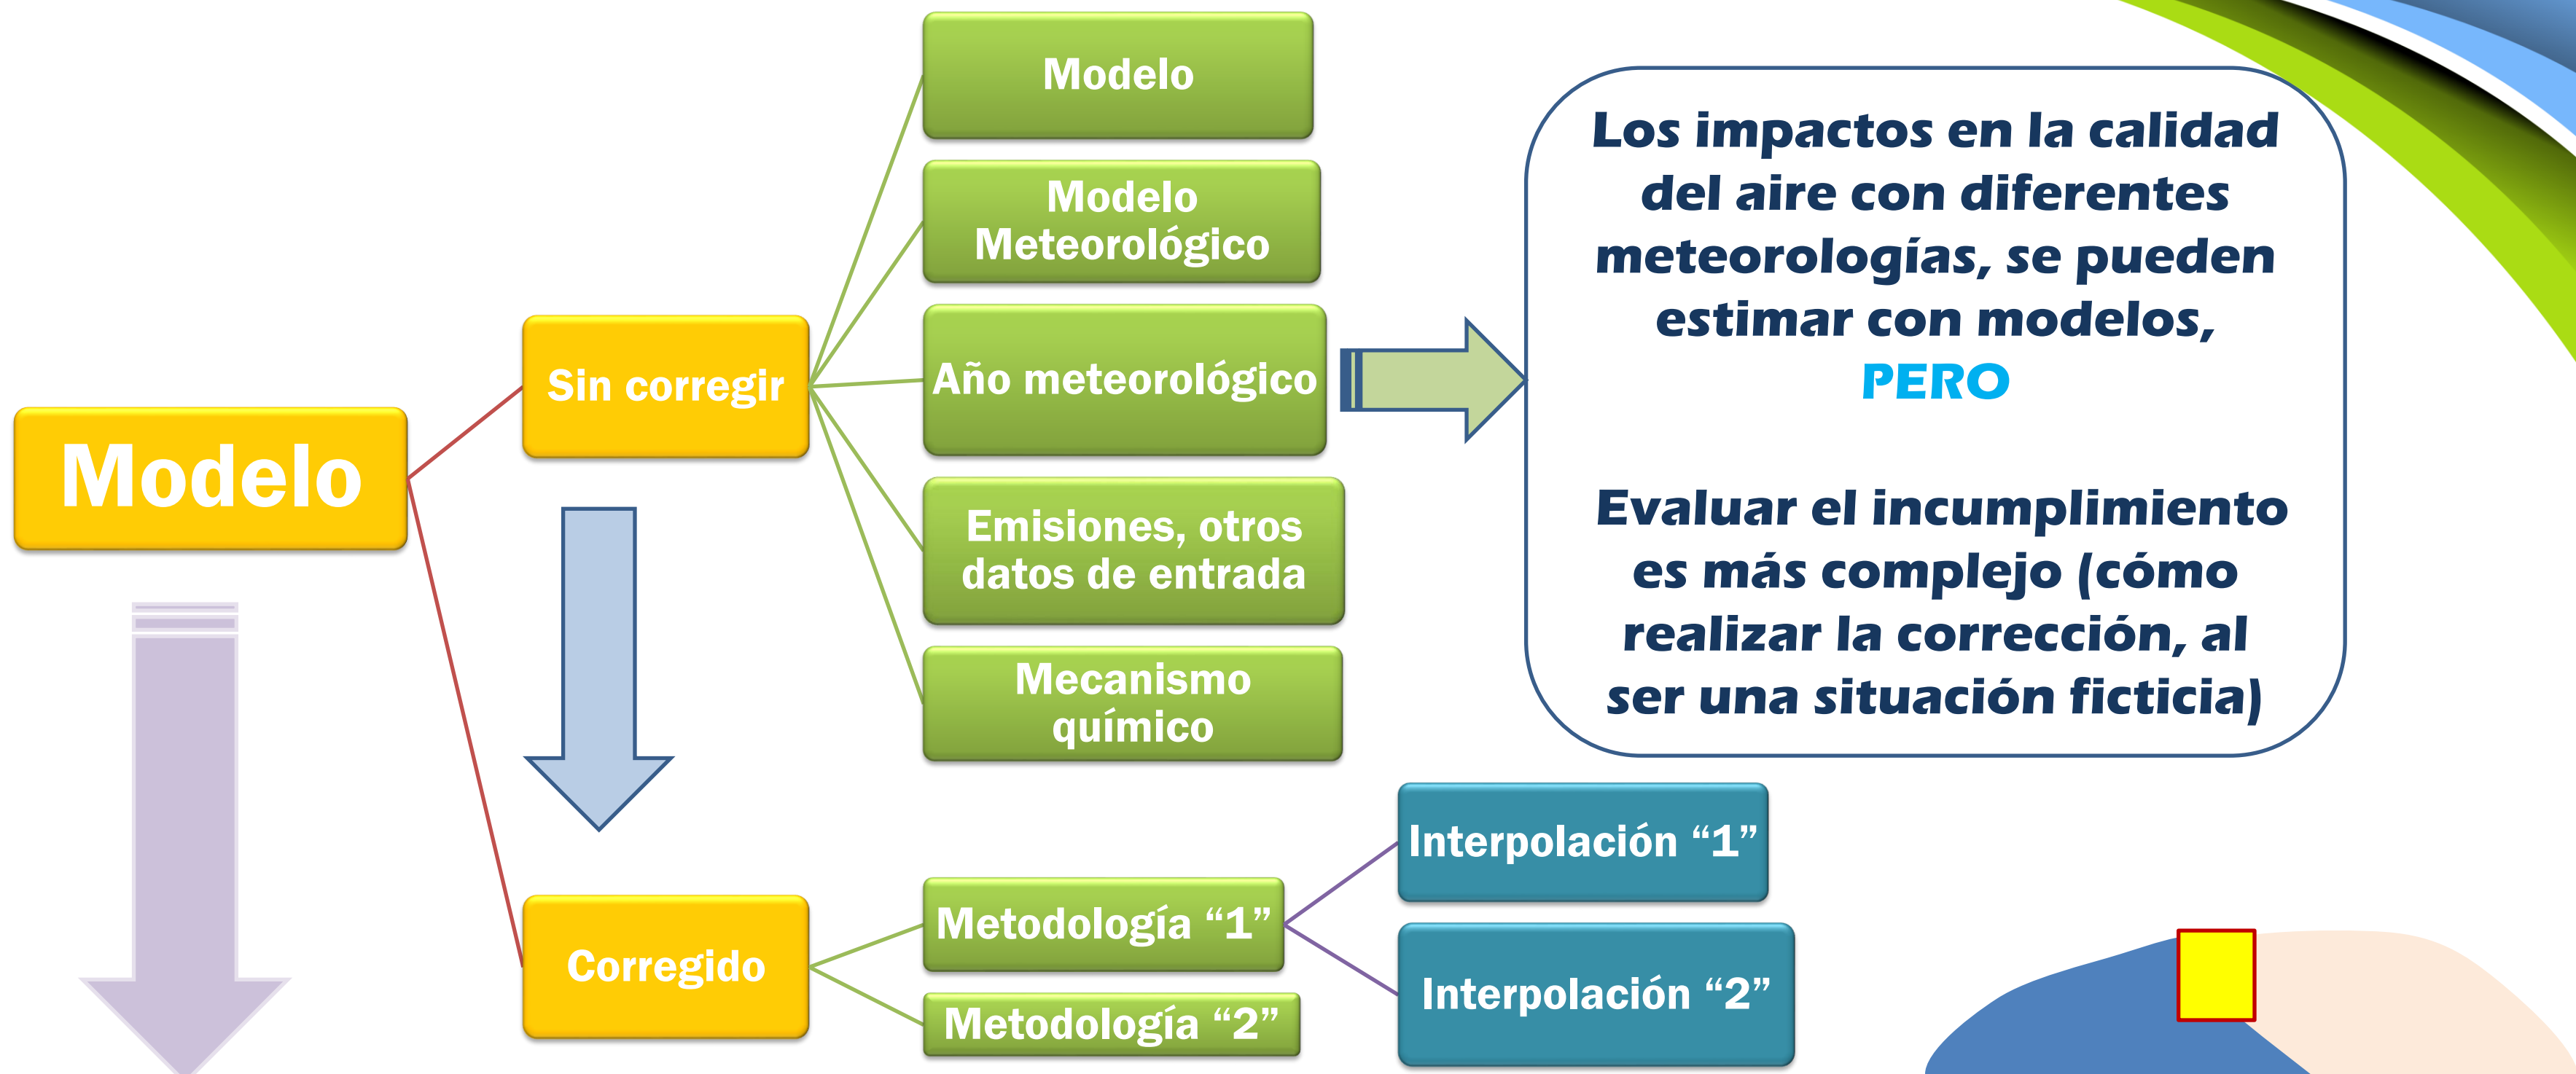 Modelo
Sin corregir
Modelo
Modelo
Meteorológico
Año meteorológico
Emisiones, otros
datos de entrada
Mecanismo
químico
Los impactos en la calidad
del aire con diferentes
meteorologías, se pueden
estimar con modelos,
PERO
Evaluar el incumplimiento
es más complejo (cómo
realizar la corrección, al
ser una situación ficticia)
Corregido
Metodología “1”
Metodología “2”
Interpolación “1”
Interpolación “2”